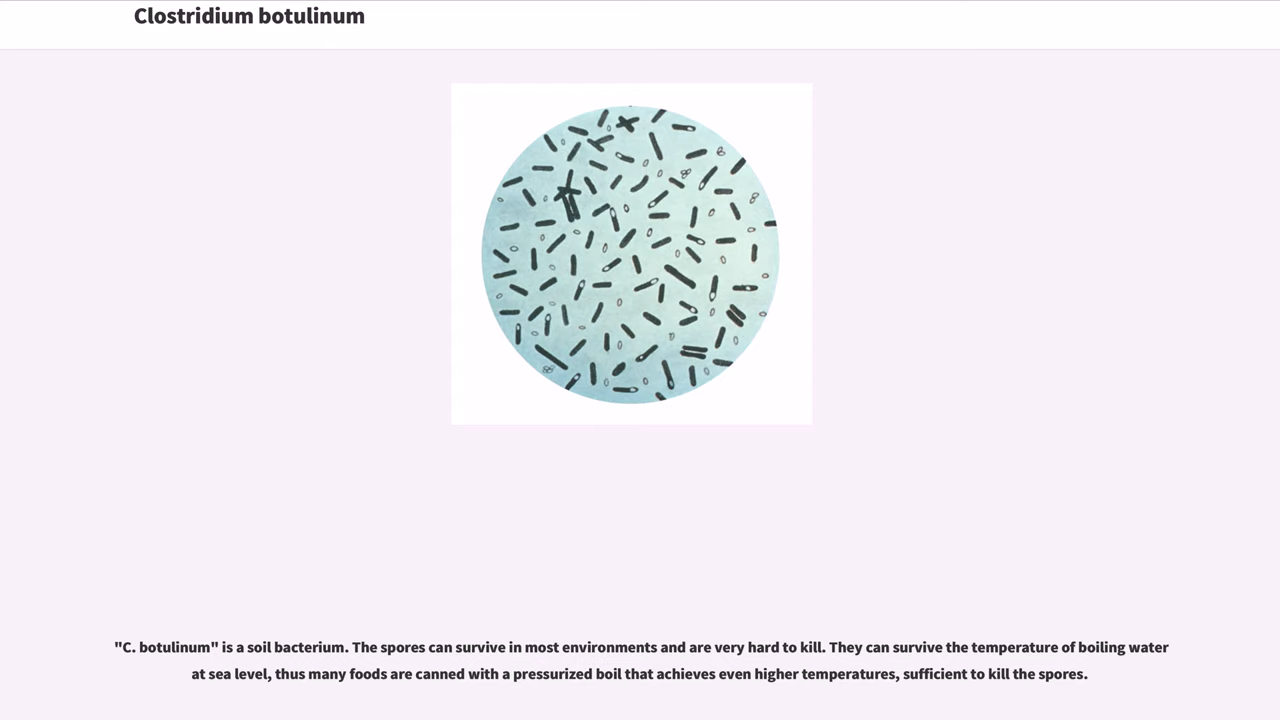 Clostridium botulinum
"C. botulinum" is a soil bacterium. The spores can survive in most environments and are very hard to kill. They can survive the temperature of boiling water
at sea level, thus many foods are canned with a pressurized boil that achieves even higher temperatures, sufficient to kill the spores.